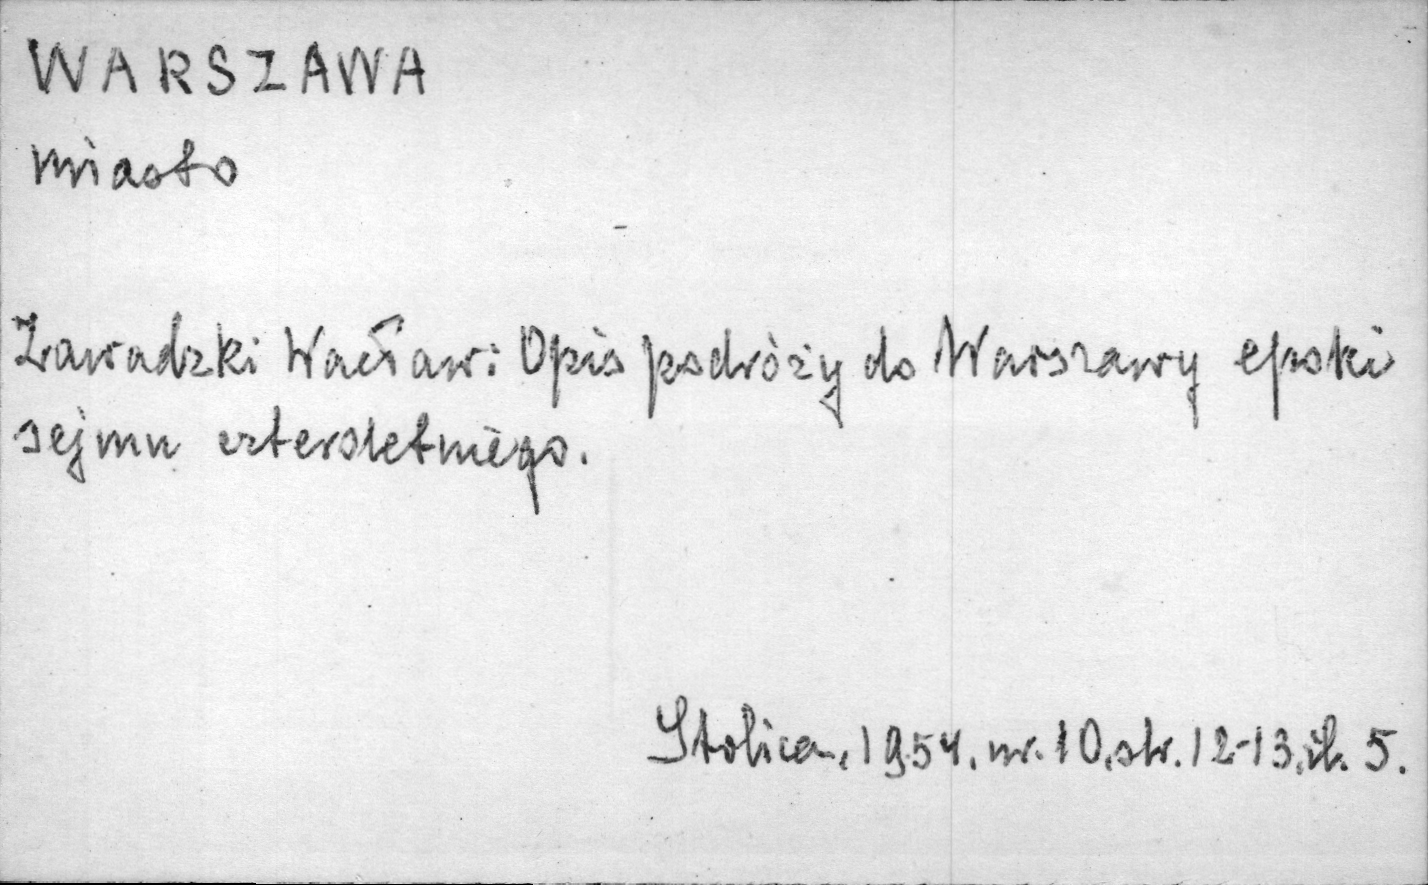 WARSZAWA
miasto
Zawadzki Wacław: Opis podróży do Warszawy epoki
sejmu czteroletniego.
Stolica, 1954, nr. 10, str. 12-13, il. 5.